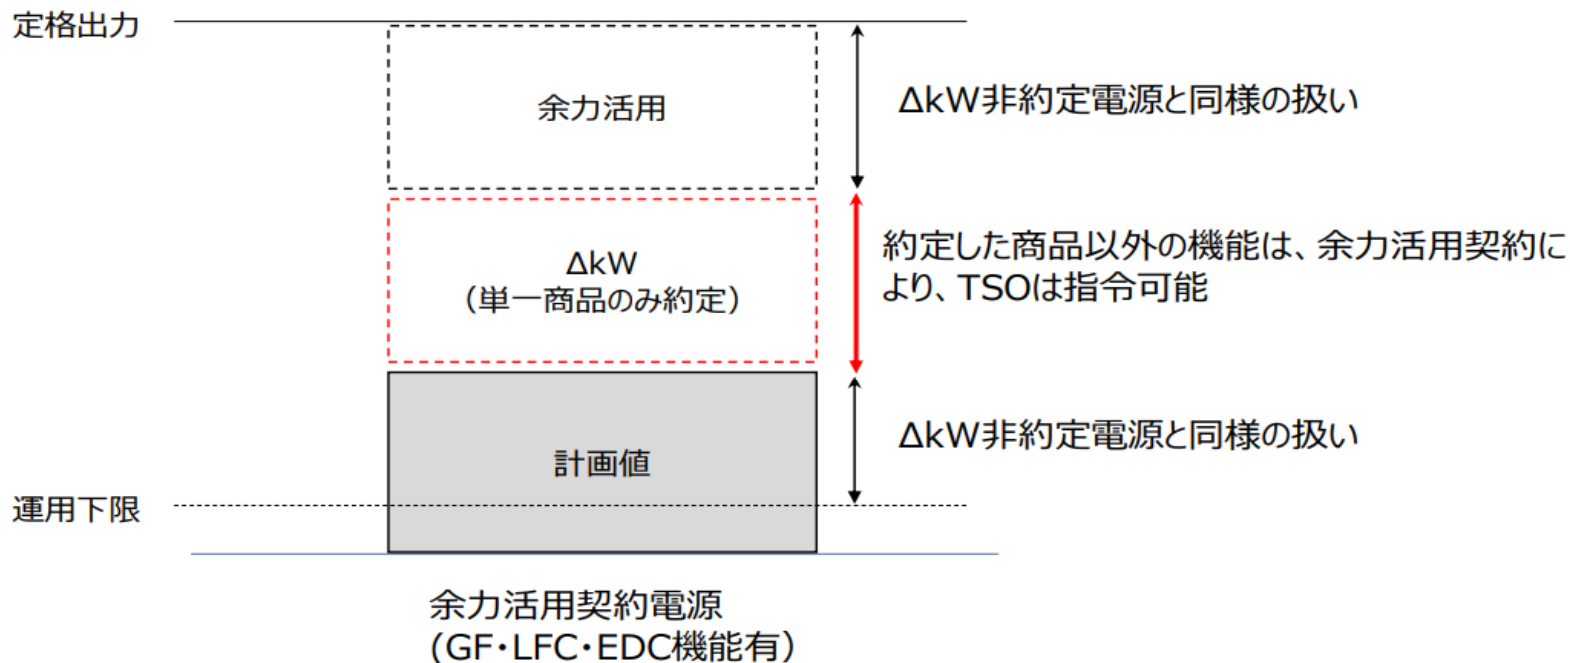 定格出力
余力活用
ΔkW非約定電源と同様の扱い
ΔkW
（単一商品のみ約定）
約定した商品以外の機能は、余力活用契約に
より、TSOは指令可能
計画値
ΔkW非約定電源と同様の扱い
運用下限
余力活用契約電源
(GF・LFC・EDC機能有）